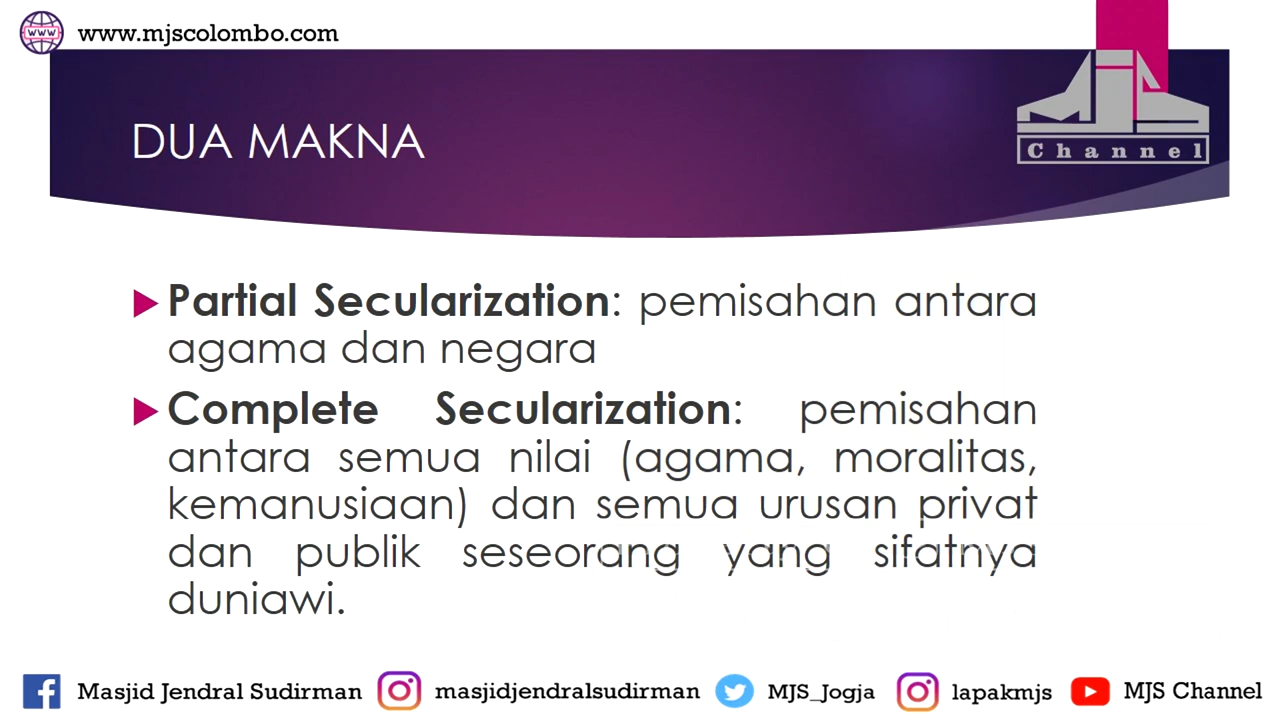 www.mjscolombo.com
MJS
Channel
DUA MAKNA
Partial Secularization: pemisahan antara
agama dan negara
Complete Secularization: pemisahan
antara semua nilai (agama, moralitas,
kemanusiaan) dan semua urusan privat
dan publik seseorang yang sifatnya
duniawi.
Masjid Jendral Sudirman masjidjendralsudirman MJS_Jogja lapakmjs MJS Channel